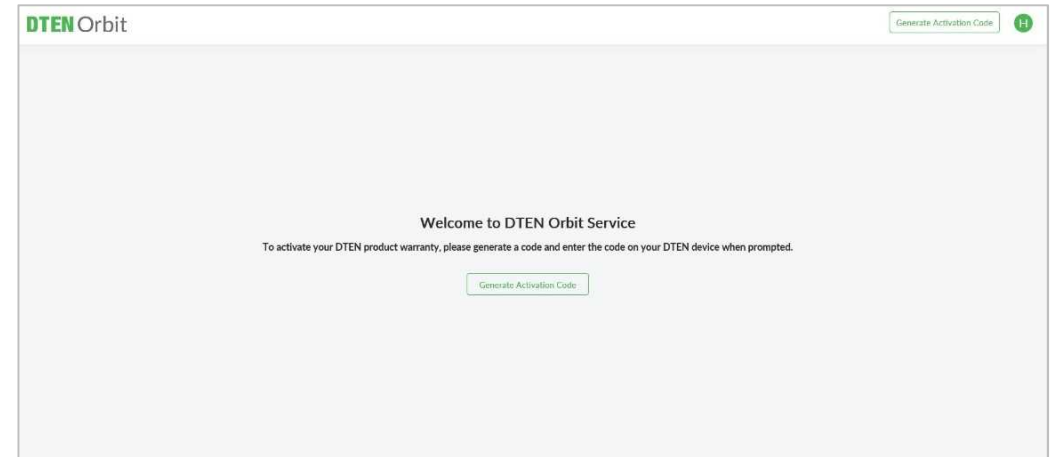 DTEN Orbit
Generate Activation Code
H
Welcome to DTEN Orbit Service
To activate your DTEN product warranty, please generate a code and enter the code on your DTEN device when prompted.
Generate Activation Code